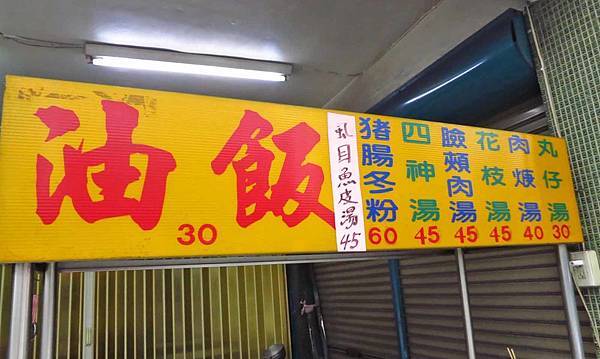 油飯
30
虱目魚皮湯
45
猪腸冬粉
60
四神湯
45
臉頰肉湯
45
花枝湯
45
肉焿湯
40
丸仔湯
30